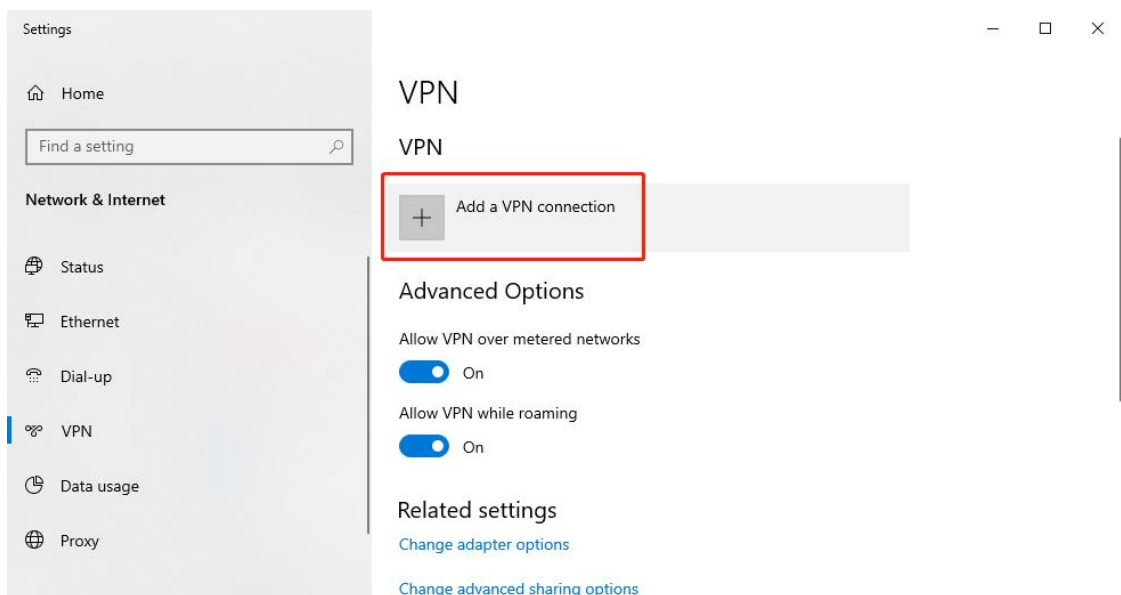 Settings
Home
Find a setting
Network & Internet
Status
Ethernet
Dial-up
VPN
Data usage
Proxy
VPN
VPN
Add a VPN connection
Advanced Options
Allow VPN over metered networks
On
Allow VPN while roaming
On
Related settings
Change adapter options
Change advanced sharing options